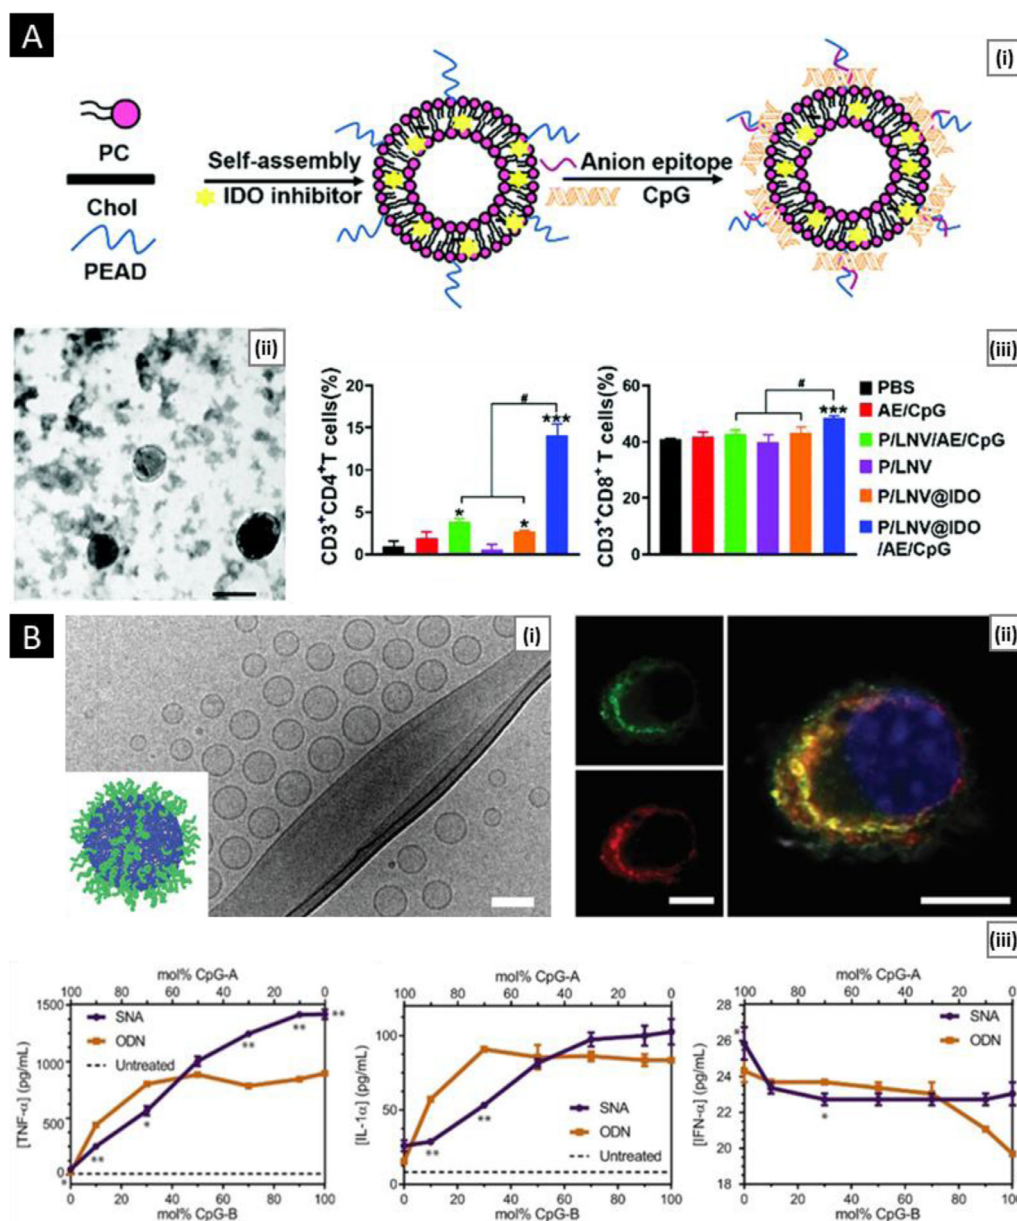 A
(i)
PC
Chol
PEAD
Self-assembly
IDO inhibitor
Anion epitope
CpG
(ii)
(iii)
CD3+CD4+T cells(%)
20
15
10
5
0
*
*
#
***
CD3+CD8+ T cells(%)
60
40
20
0
#
***
PBS
AE/CpG
P/LNV/AE/CpG
P/LNV
P/LNV@IDO
P/LNV@IDO
/AE/CpG
B
(i)
(ii)
(iii)
mol% CpG-A
100 80 60 40 20 0
[TNF-α] (pg/mL)
1500
1250
1000
750
500
250
0
SNA
ODN
Untreated
*
**
*
**
**
**
0 20 40 60 80 100
mol% CpG-B
mol% CpG-A
100 80 60 40 20 0
[IL-1α] (pg/mL)
100
50
0
**
**
SNA
ODN
Untreated
0 20 40 60 80 100
mol% CpG-B
mol% CpG-A
100 80 60 40 20 0
[IFN-α] (pg/mL)
28
26
24
22
20
18
SNA
ODN
*
*
0 20 40 60 80 100
mol% CpG-B